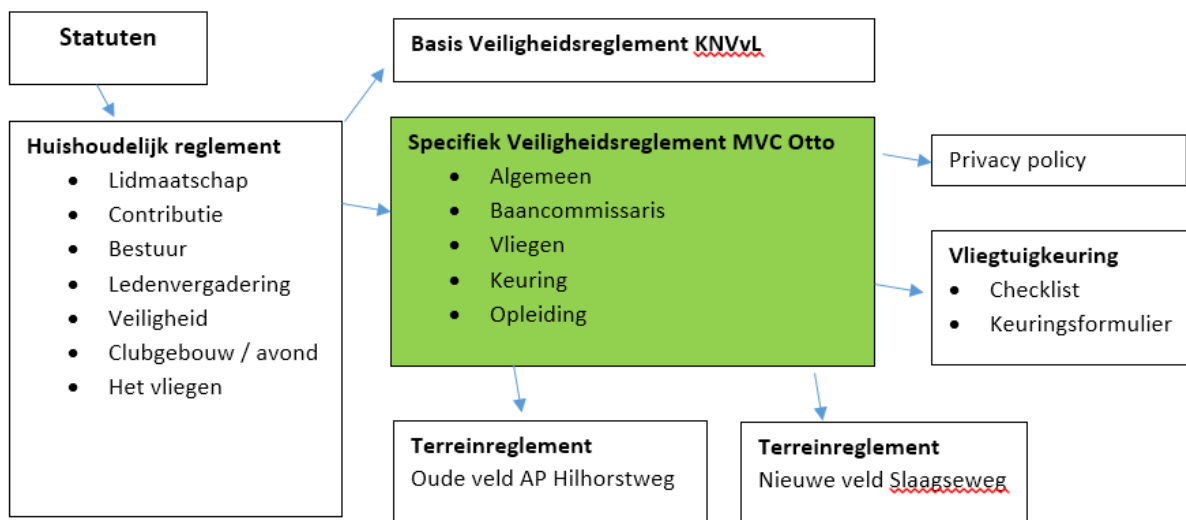 Statuten
Basis Veiligheidsreglement KNVvL
Huishoudelijk reglement
• Lidmaatschap
• Contributie
• Bestuur
• Ledenvergadering
• Veiligheid
• Clubgebouw / avond
• Het vliegen
Specifiek Veiligheidsreglement MVC Otto
• Algemeen
• Baancommissaris
• Vliegen
• Keuring
• Opleiding
Privacy policy
Vliegtuigkeuring
• Checklist
• Keuringsformulier
Terreinreglement
Oude veld AP Hilhorstweg
Terreinreglement
Nieuwe veld Slaagseweg